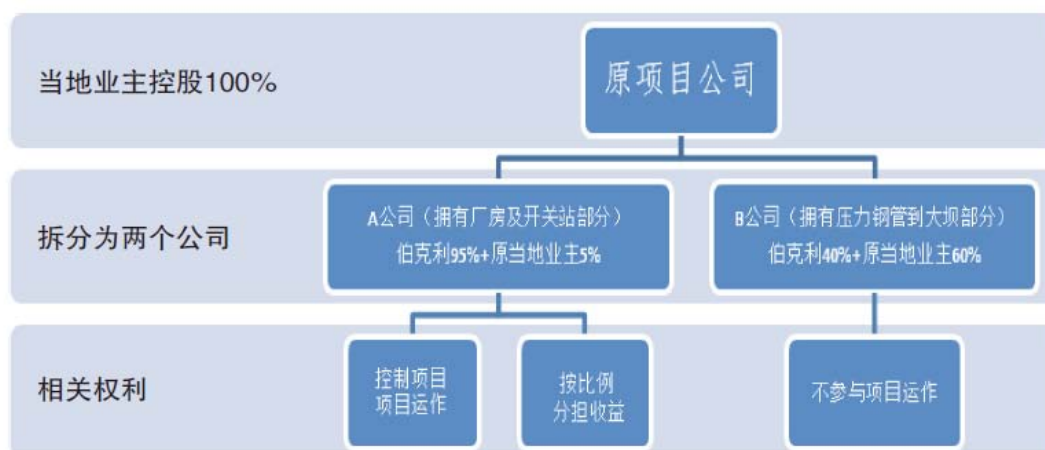 当地业主控股100%
原项目公司
拆分为两个公司
A公司（拥有厂房及开关站部分）
伯克利95%+原当地业主5%
B公司（拥有压力钢管到大坝部分）
伯克利40%+原当地业主60%
相关权利
控制项目
项目运作
按比例
分担收益
不参与项目运作